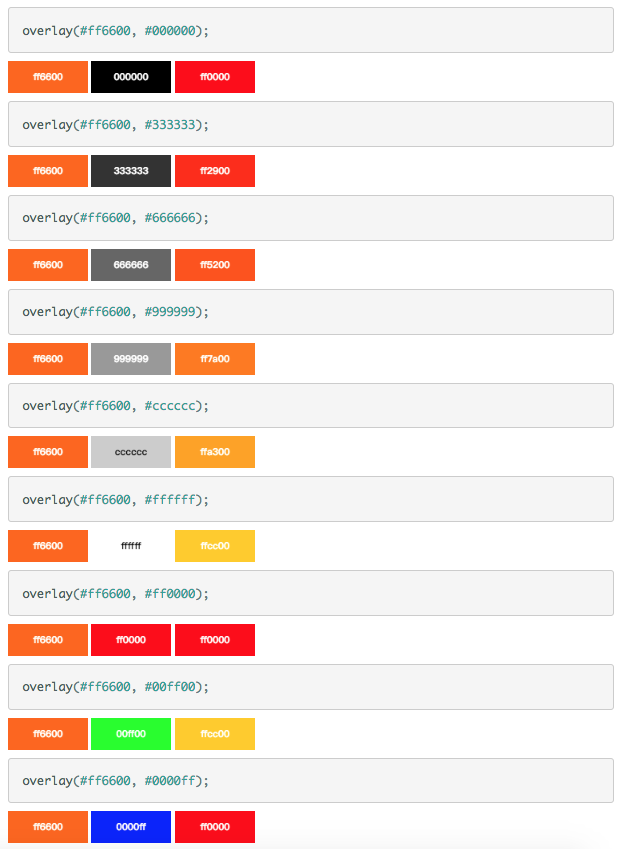 overlay(#ff6600, #000000);
ff6600 000000 ff0000
overlay(#ff6600, #333333);
ff6600 333333 ff2900
overlay(#ff6600, #666666);
ff6600 666666 ff5200
overlay(#ff6600, #999999);
ff6600 999999 ff7a00
overlay(#ff6600, #cccccc);
ff6600 cccccc ffa300
overlay(#ff6600, #ffffff);
ff6600 ffffff ffcc00
overlay(#ff6600, #ff0000);
ff6600 ff0000 ff0000
overlay(#ff6600, #00ff00);
ff6600 00ff00 ffcc00
overlay(#ff6600, #0000ff);
ff6600 0000ff ff0000